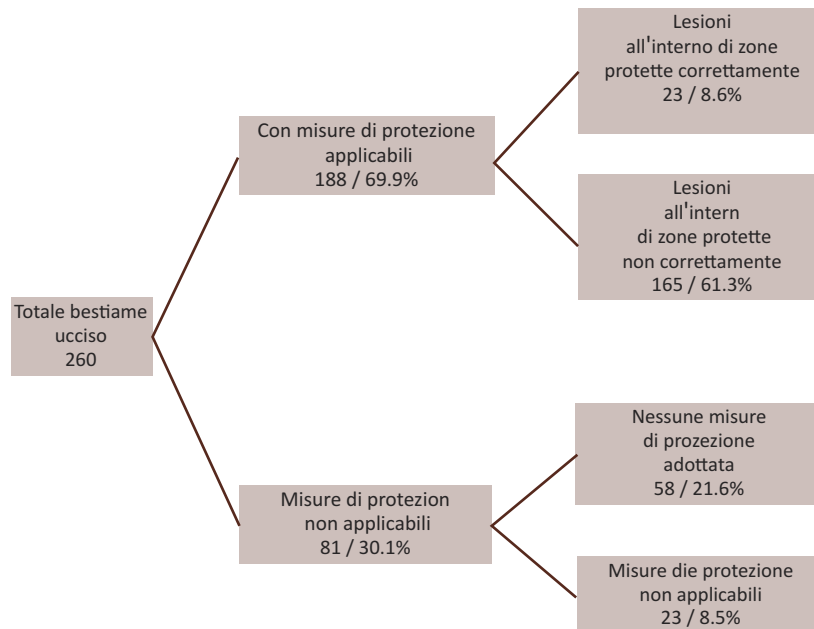 Totale bestiame
ucciso
260
Con misure di protezione
applicabili
188 / 69.9%
Lesioni
all'interno di zone
protette correttamente
23 / 8.6%
Lesioni
all'intern
di zone protette
non correttamente
165 / 61.3%
Misure di protezion
non applicabili
81 / 30.1%
Nessune misure
di prozezione
adottata
58 / 21.6%
Misure die protezione
non applicabili
23 / 8.5%